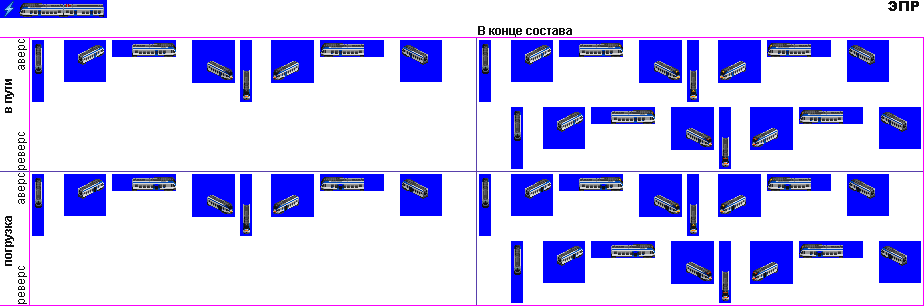 ЭПР
В конце состава
в пути
аверс
реверс
погрузка
аверс
реверс